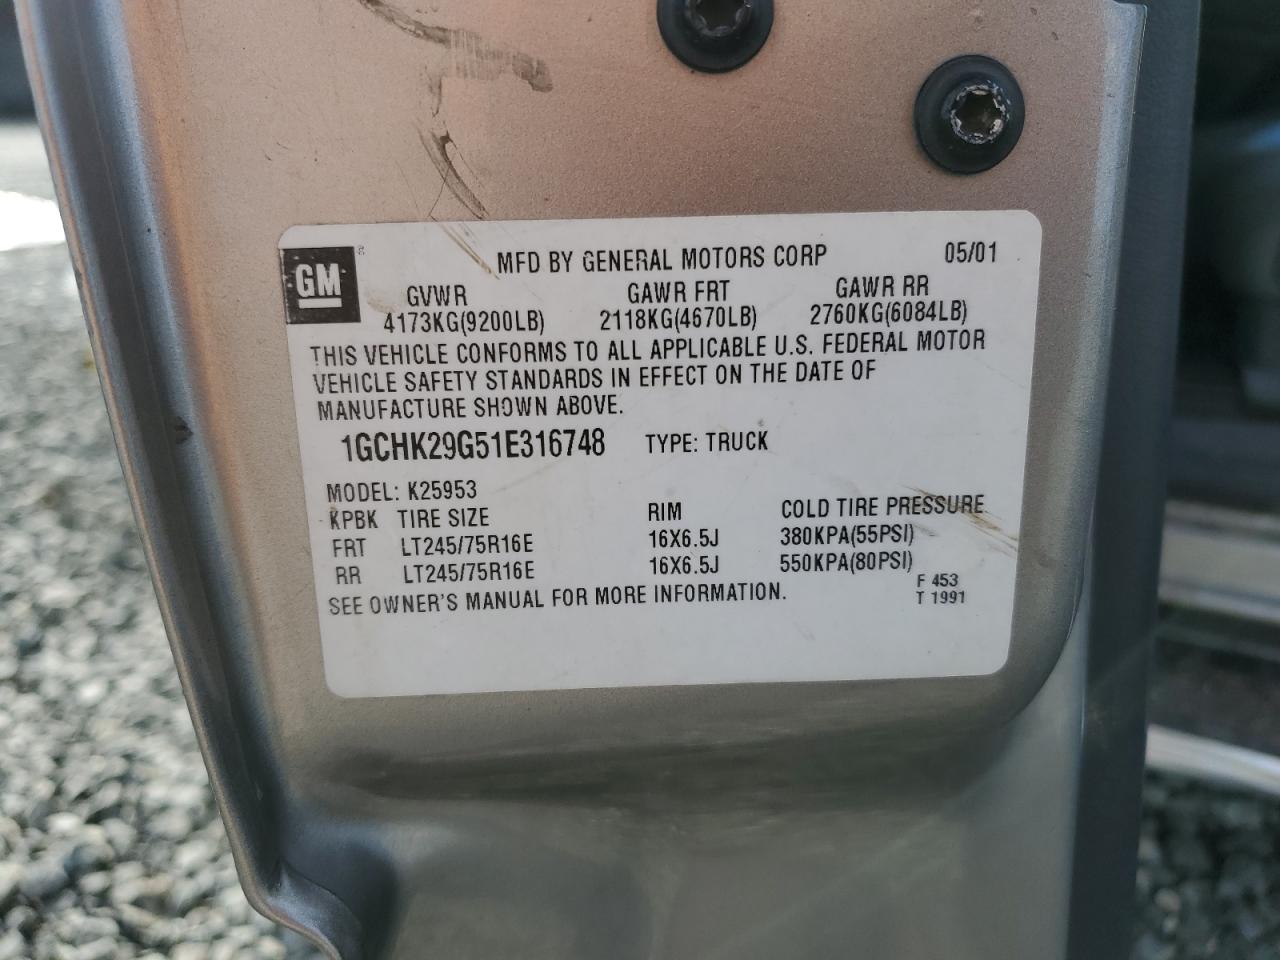 GM
MFD BY GENERAL MOTORS CORP 05/01
GVWR GAWR FRT GAWR RR
4173KG(9200LB) 2118KG(4670LB) 2760KG(6084LB)
THIS VEHICLE CONFORMS TO ALL APPLICABLE U.S. FEDERAL MOTOR
VEHICLE SAFETY STANDARDS IN EFFECT ON THE DATE OF
MANUFACTURE SHOWN ABOVE.
1GCHK29G51E316748 TYPE: TRUCK
MODEL: K25953
KPBK TIRE SIZE RIM COLD TIRE PRESSURE
FRT LT245/75R16E 16X6.5J 380KPA(55PSI)
RR LT245/75R16E 16X6.5J 550KPA(80PSI)
SEE OWNER'S MANUAL FOR MORE INFORMATION.
F 453
T 1991